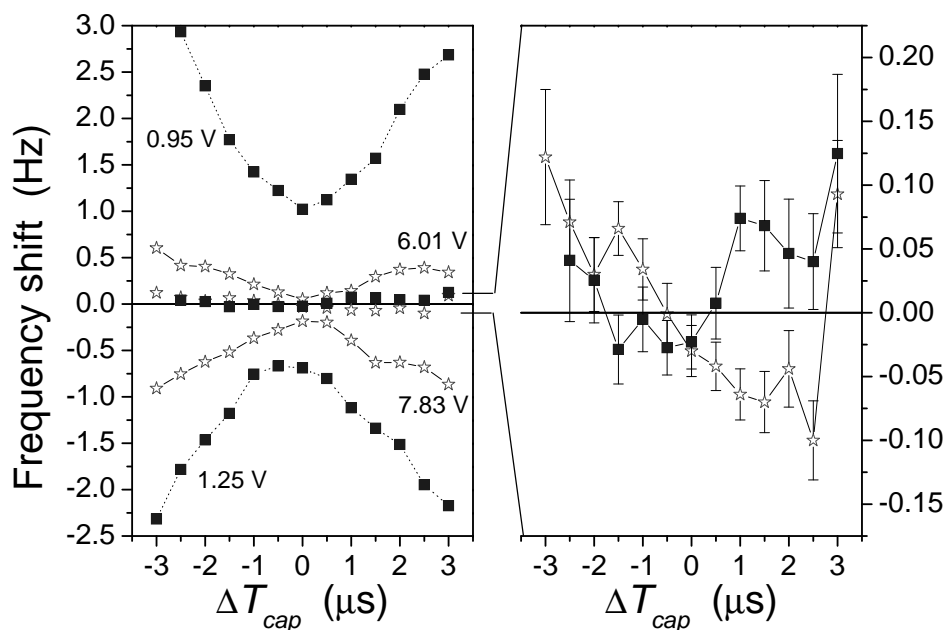 Frequency shift (Hz)
3.0
2.5
2.0
1.5
1.0
0.5
0.0
-0.5
-1.0
-1.5
-2.0
-2.5
0.95 V
6.01 V
7.83 V
1.25 V
-3 -2 -1 0 1 2 3
ΔT_cap (μs)
0.20
0.15
0.10
0.05
0.00
-0.05
-0.10
-0.15
-3 -2 -1 0 1 2 3
ΔT_cap (μs)